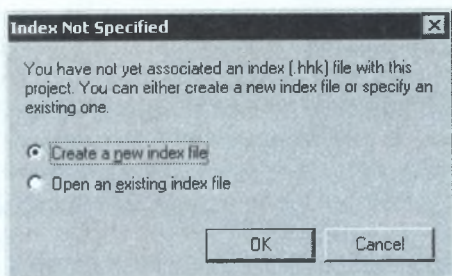 Index Not Specified
You have not yet associated an index (.hhk) file with this
project. You can either create a new index file or specify an
existing one.
Create a new index file
Open an existing index file
OK
Cancel